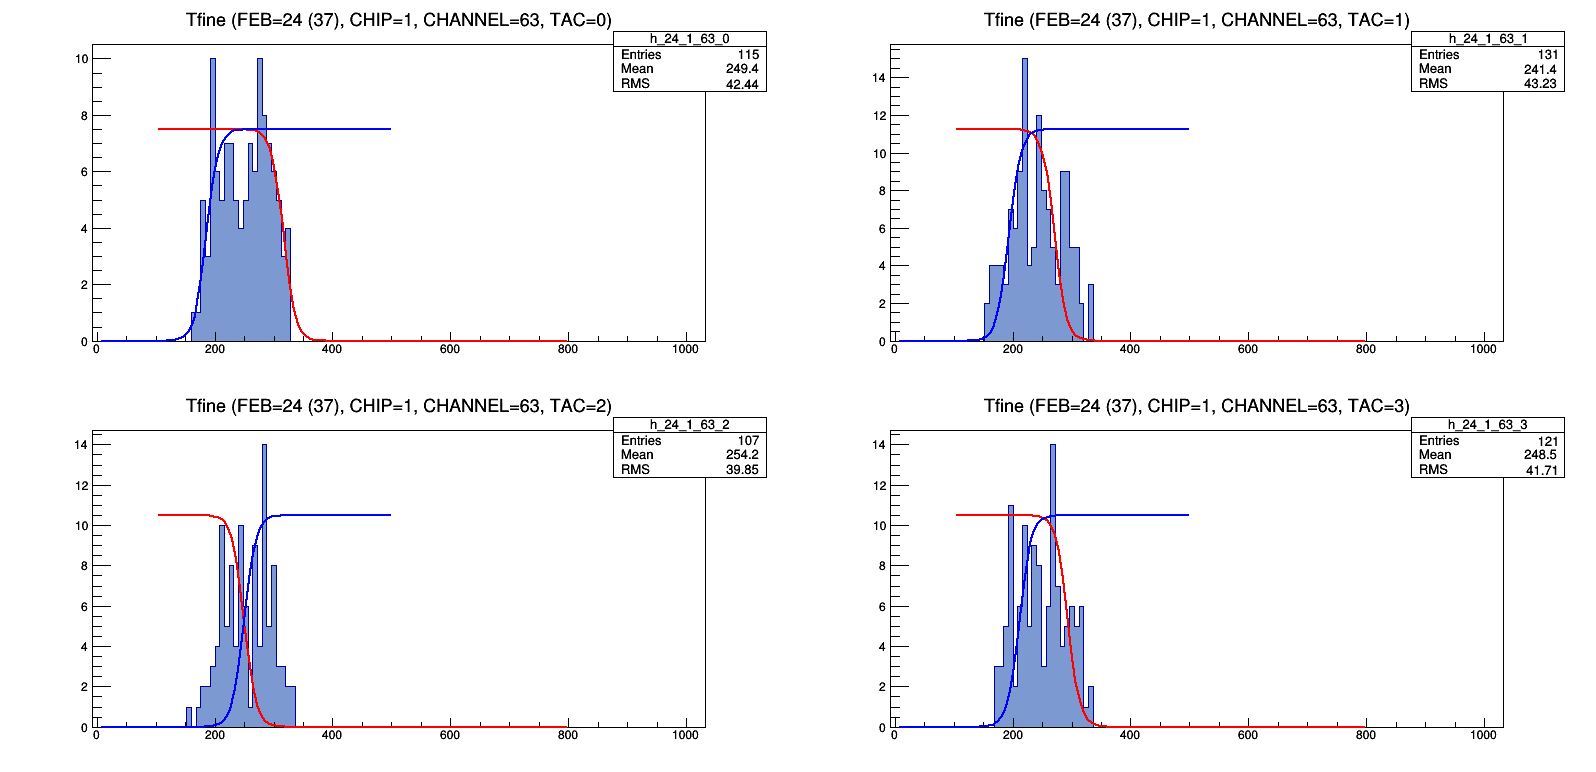 Tfine (FEB=24 (37), CHIP=1, CHANNEL=63, TAC=0)
h_24_1_63_0
Entries 115
Mean 249.4
RMS 42.44
10
8
6
4
2
0
0 200 400 600 800 1000
Tfine (FEB=24 (37), CHIP=1, CHANNEL=63, TAC=1)
h_24_1_63_1
Entries 131
Mean 241.4
RMS 43.23
14
12
10
8
6
4
2
0
0 200 400 600 800 1000
Tfine (FEB=24 (37), CHIP=1, CHANNEL=63, TAC=2)
h_24_1_63_2
Entries 107
Mean 254.2
RMS 39.85
14
12
10
8
6
4
2
0
0 200 400 600 800 1000
Tfine (FEB=24 (37), CHIP=1, CHANNEL=63, TAC=3)
h_24_1_63_3
Entries 121
Mean 248.5
RMS 41.71
14
12
10
8
6
4
2
0
0 200 400 600 800 1000